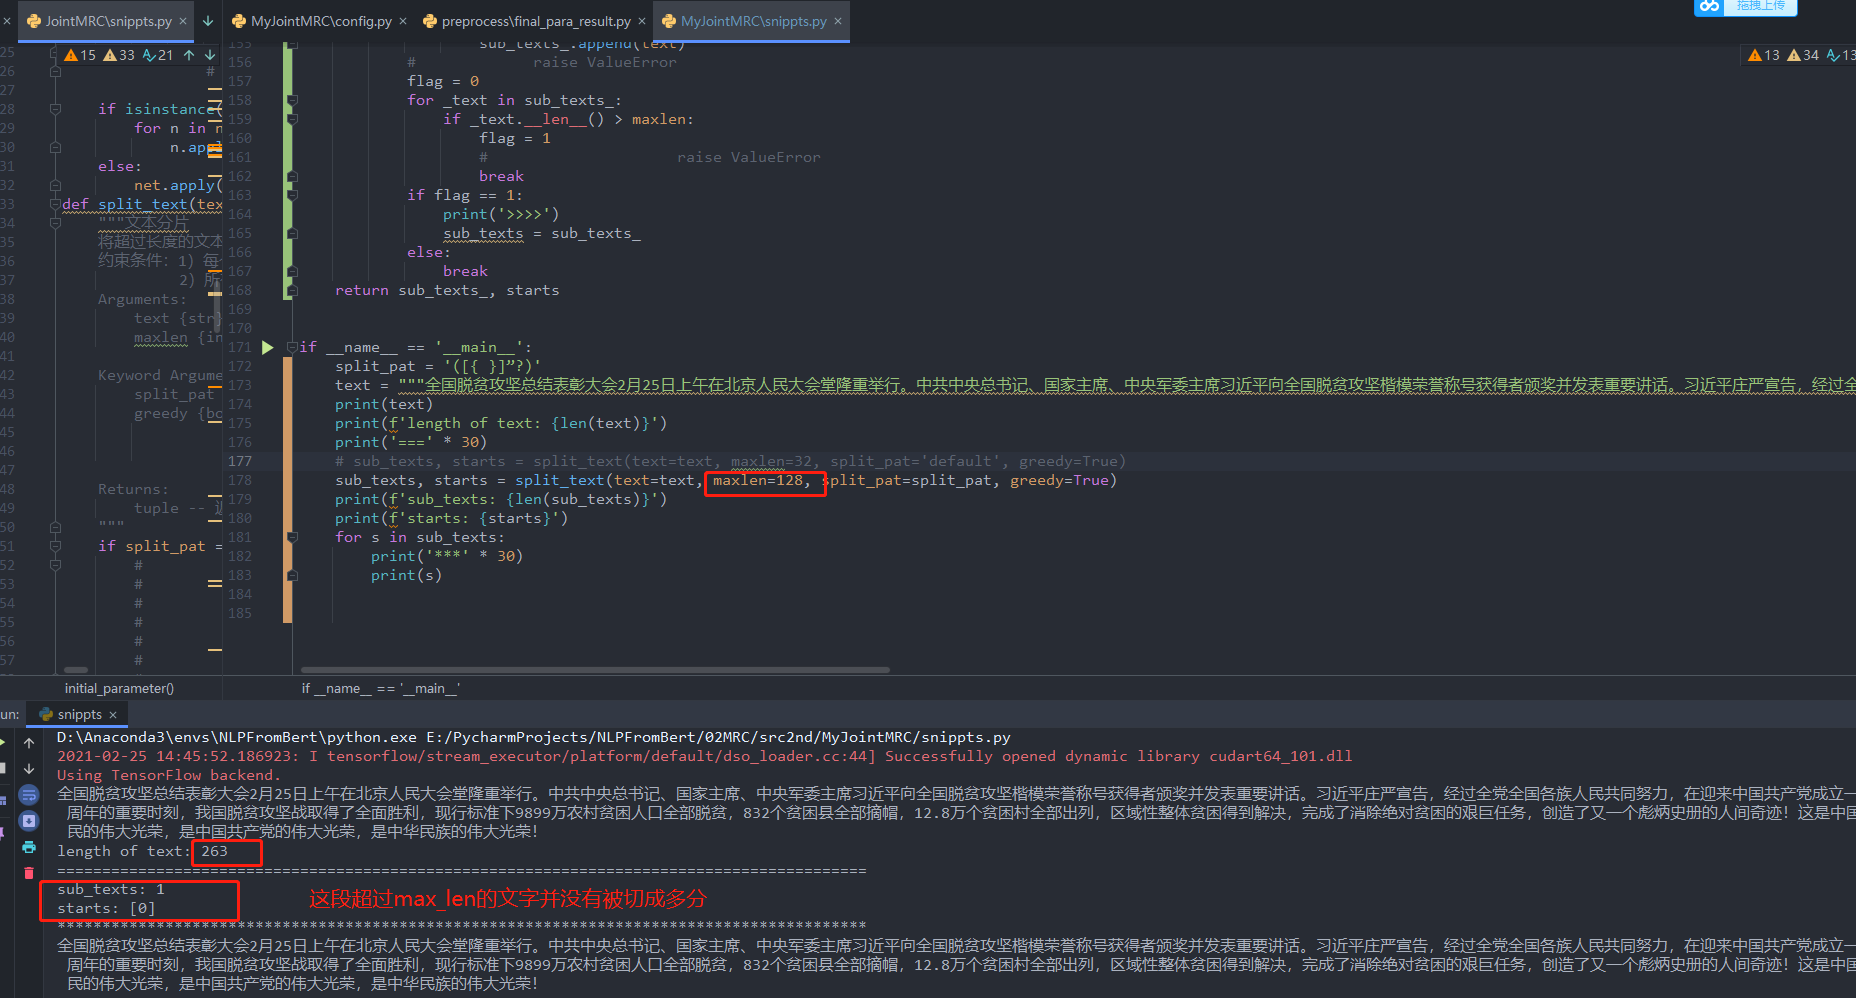 JointMRC\snippts.py
MyJointMRC\config.py
preprocess\final_para_result.py
MyJointMRC\snippts.py
拖拽上传
15 33 21
13 34 13
#
if isinstance(
for n in n
n.app
else:
net.apply(
def split_text(tex
"""文本分片
将超过长度的文本
约束条件: 1) 每
2) 所
Arguments:
text {str}
maxlen {in
Keyword Argume
split_pat
greedy {bo
Returns:
tuple -- 返
"""
if split_pat =
#
#
#
#
#
#
155 sub_texts_.append(text)
156 # raise ValueError
157 flag = 0
158 for _text in sub_texts_:
159 if _text.__len__() > maxlen:
160 flag = 1
161 # raise ValueError
162 break
163 if flag == 1:
164 print('>>>>')
165 sub_texts = sub_texts_
166 else:
167 break
168 return sub_texts_, starts
169
170
171 if __name__ == '__main__':
172 split_pat = '([{ }]”?)'
173 text = """全国脱贫攻坚总结表彰大会2月25日上午在北京人民大会堂隆重举行。中共中央总书记、国家主席、中央军委主席习近平向全国脱贫攻坚楷模荣誉称号获得者颁奖并发表重要讲话。习近平庄严宣告，经过全
174 print(text)
175 print(f'length of text: {len(text)}')
176 print('===' * 30)
177 # sub_texts, starts = split_text(text=text, maxlen=32, split_pat='default', greedy=True)
178 sub_texts, starts = split_text(text=text, maxlen=128, split_pat=split_pat, greedy=True)
179 print(f'sub_texts: {len(sub_texts)}')
180 print(f'starts: {starts}')
181 for s in sub_texts:
182 print('***' * 30)
183 print(s)
184
185
initial_parameter()
if __name__ == '__main__'
un: snippts
D:\Anaconda3\envs\NLPFromBert\python.exe E:/PycharmProjects/NLPFromBert/02MRC/src2nd/MyJointMRC/snippts.py
2021-02-25 14:45:52.186923: I tensorflow/stream_executor/platform/default/dso_loader.cc:44] Successfully opened dynamic library cudart64_101.dll
Using TensorFlow backend.
全国脱贫攻坚总结表彰大会2月25日上午在北京人民大会堂隆重举行。中共中央总书记、国家主席、中央军委主席习近平向全国脱贫攻坚楷模荣誉称号获得者颁奖并发表重要讲话。习近平庄严宣告，经过全党全国各族人民共同努力，在迎来中国共产党成立一
周年的重要时刻，我国脱贫攻坚战取得了全面胜利，现行标准下9899万农村贫困人口全部脱贫，832个贫困县全部摘帽，12.8万个贫困村全部出列，区域性整体贫困得到解决，完成了消除绝对贫困的艰巨任务，创造了又一个彪炳史册的人间奇迹！这是中国
民的伟大光荣，是中国共产党的伟大光荣，是中华民族的伟大光荣！
length of text: 263
==========================================================================================
sub_texts: 1
starts: [0]
这段超过max_len的文字并没有被切成多分
******************************************************************************************
全国脱贫攻坚总结表彰大会2月25日上午在北京人民大会堂隆重举行。中共中央总书记、国家主席、中央军委主席习近平向全国脱贫攻坚楷模荣誉称号获得者颁奖并发表重要讲话。习近平庄严宣告，经过全党全国各族人民共同努力，在迎来中国共产党成立一
周年的重要时刻，我国脱贫攻坚战取得了全面胜利，现行标准下9899万农村贫困人口全部脱贫，832个贫困县全部摘帽，12.8万个贫困村全部出列，区域性整体贫困得到解决，完成了消除绝对贫困的艰巨任务，创造了又一个彪炳史册的人间奇迹！这是中国
民的伟大光荣，是中国共产党的伟大光荣，是中华民族的伟大光荣！